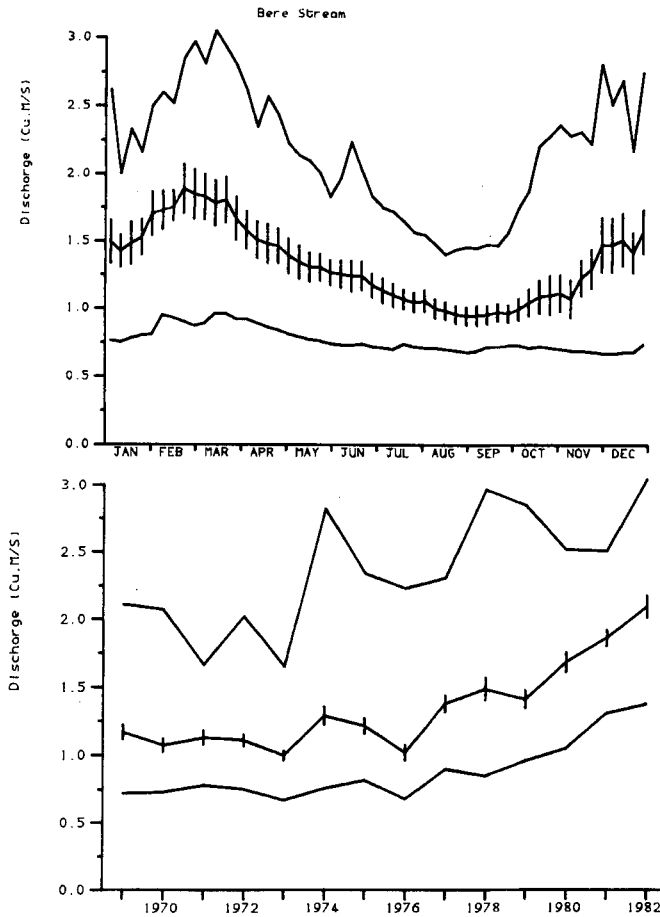 Bere Stream
Discharge (Cu.M/S)
3.0
2.5
2.0
1.5
1.0
0.5
0.0
JAN FEB MAR APR MAY JUN JUL AUG SEP OCT NOV DEC
Discharge (Cu.M/S)
3.0
2.5
2.0
1.5
1.0
0.5
0.0
1970 1972 1974 1976 1978 1980 1982